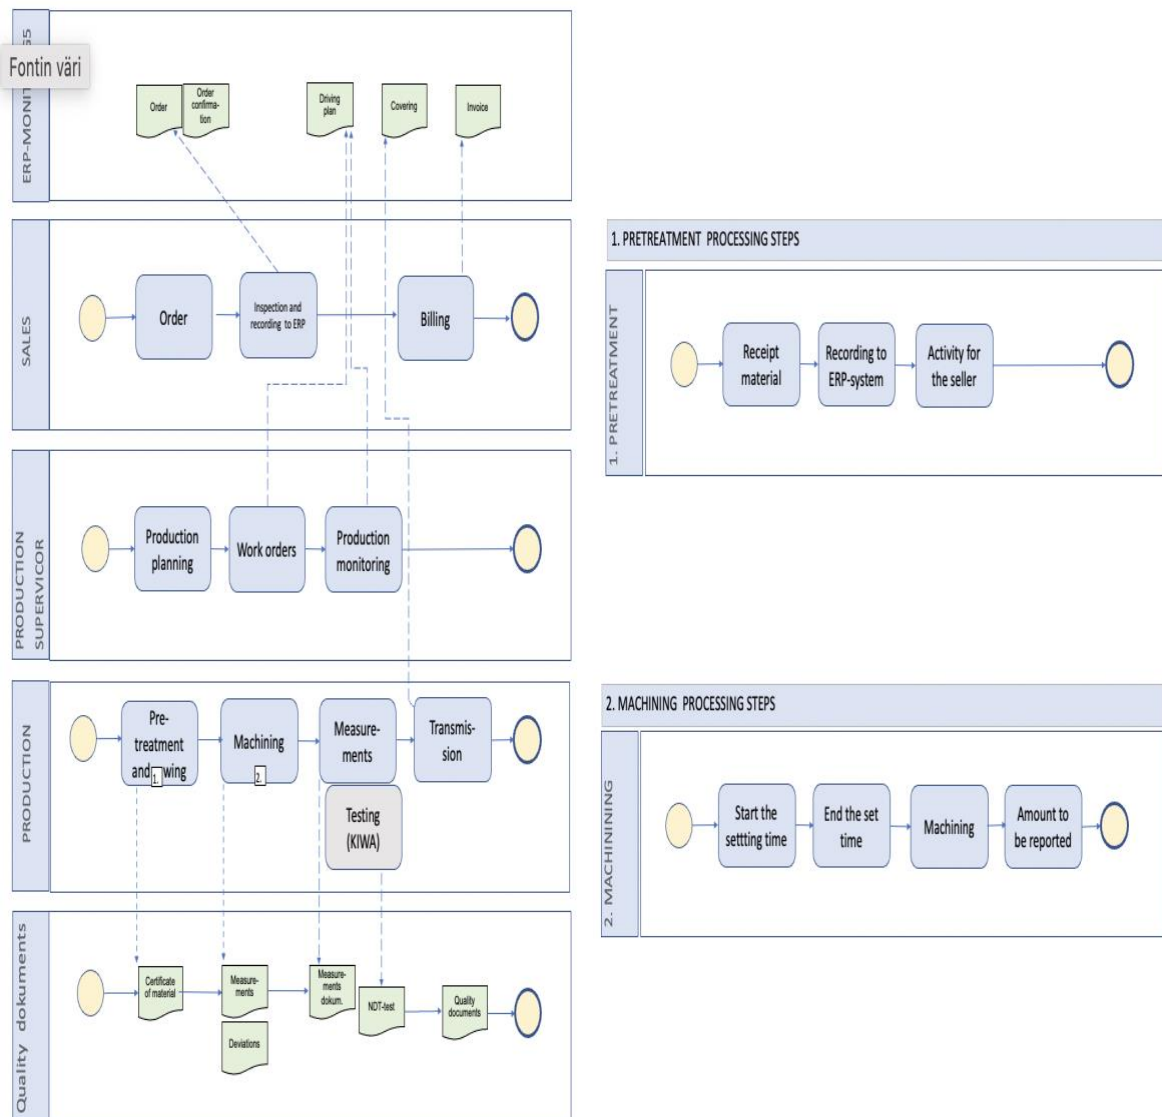 Fontin väri
ERP-MONIT G5
Order
Order
confirma-
tion
Driving
plan
Covering
Invoice
SALES
Order
Inspection and
recording to ERP
Billing
PRODUCTION
SUPERVICOR
Production
planning
Work orders
Production
monitoring
PRODUCTION
Pre-
treatment
and wing
1.
Machining
2.
Measure-
ments
Transmis-
sion
Testing
(KIWA)
Quality dokuments
Certificate
of material
Measure-
ments
Deviations
Measure-
ments
dokum.
NDT-test
Quality
documents
1. PRETREATMENT PROCESSING STEPS
1. PRETREATMENT
Receipt
material
Recording to
ERP-system
Activity for
the seller
2. MACHINING PROCESSING STEPS
2. MACHININING
Start the
settting time
End the set
time
Machining
Amount to
be reported